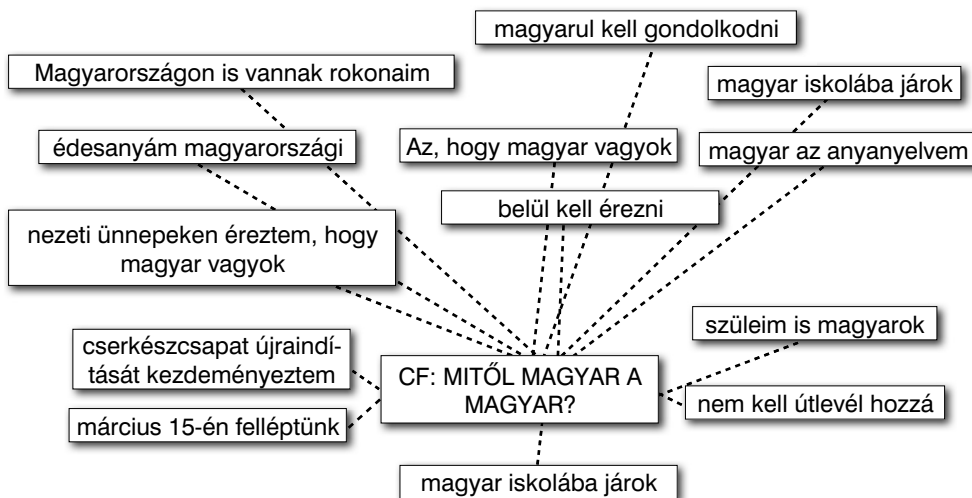 magyarul kell gondolkodni
Magyarországon is vannak rokonaim
magyar iskolába járok
édesanyám magyarországi
Az, hogy magyar vagyok
magyar az anyanyelvem
belül kell érezni
nezeti ünnepeken éreztem, hogy
magyar vagyok
szüleim is magyarok
cserkészcsapat újraindí-
tását kezdeményeztem
CF: MITŐL MAGYAR A
MAGYAR?
nem kell útlevél hozzá
március 15-én felléptünk
magyar iskolába járok